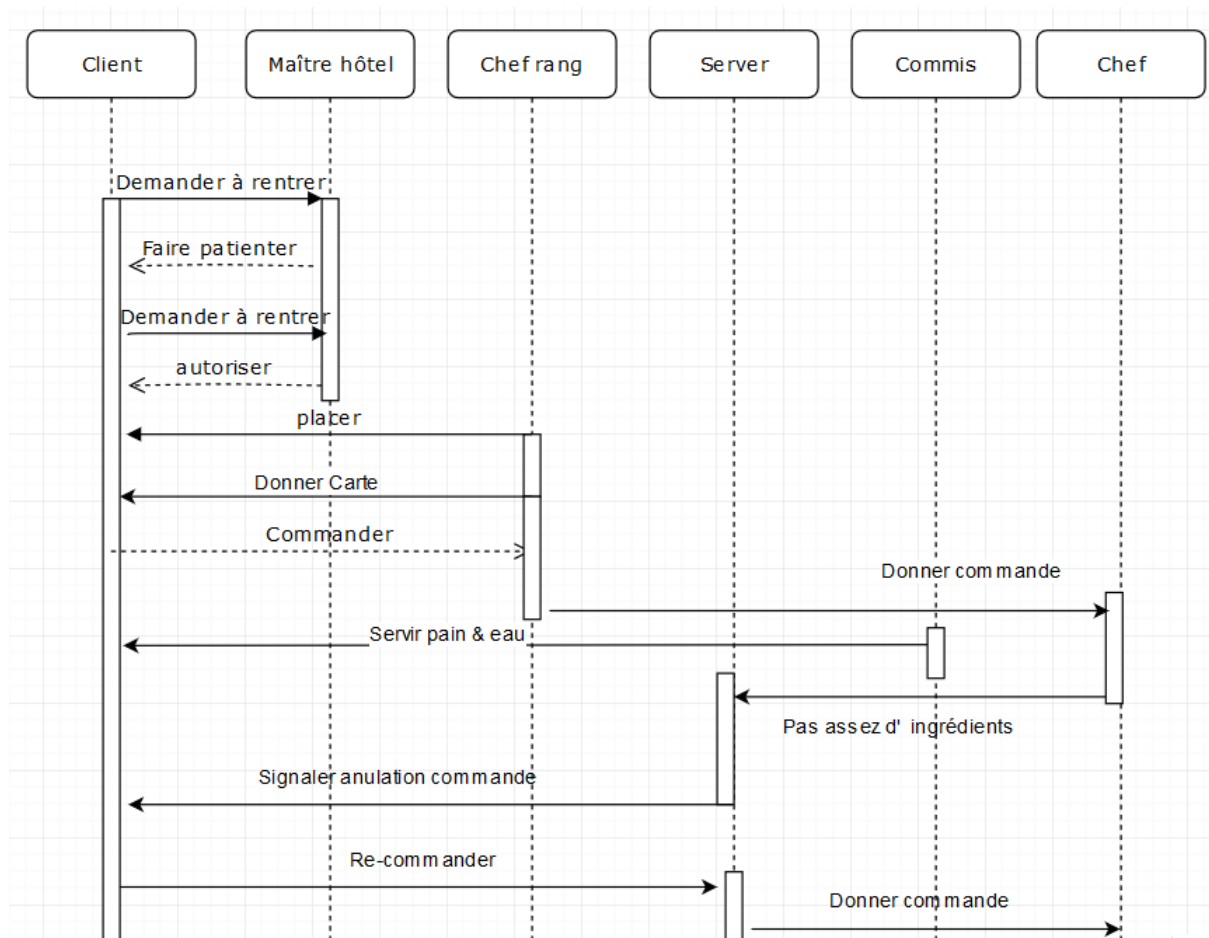 Client
Maître hôtel
Chef rang
Server
Commis
Chef
Demander à rentrer
Faire patienter
Demander à rentrer
autoriser
placer
Donner Carte
Commander
Donner commande
Servir pain & eau
Pas assez d' ingrédients
Signaler anulation commande
Re-commander
Donner commande